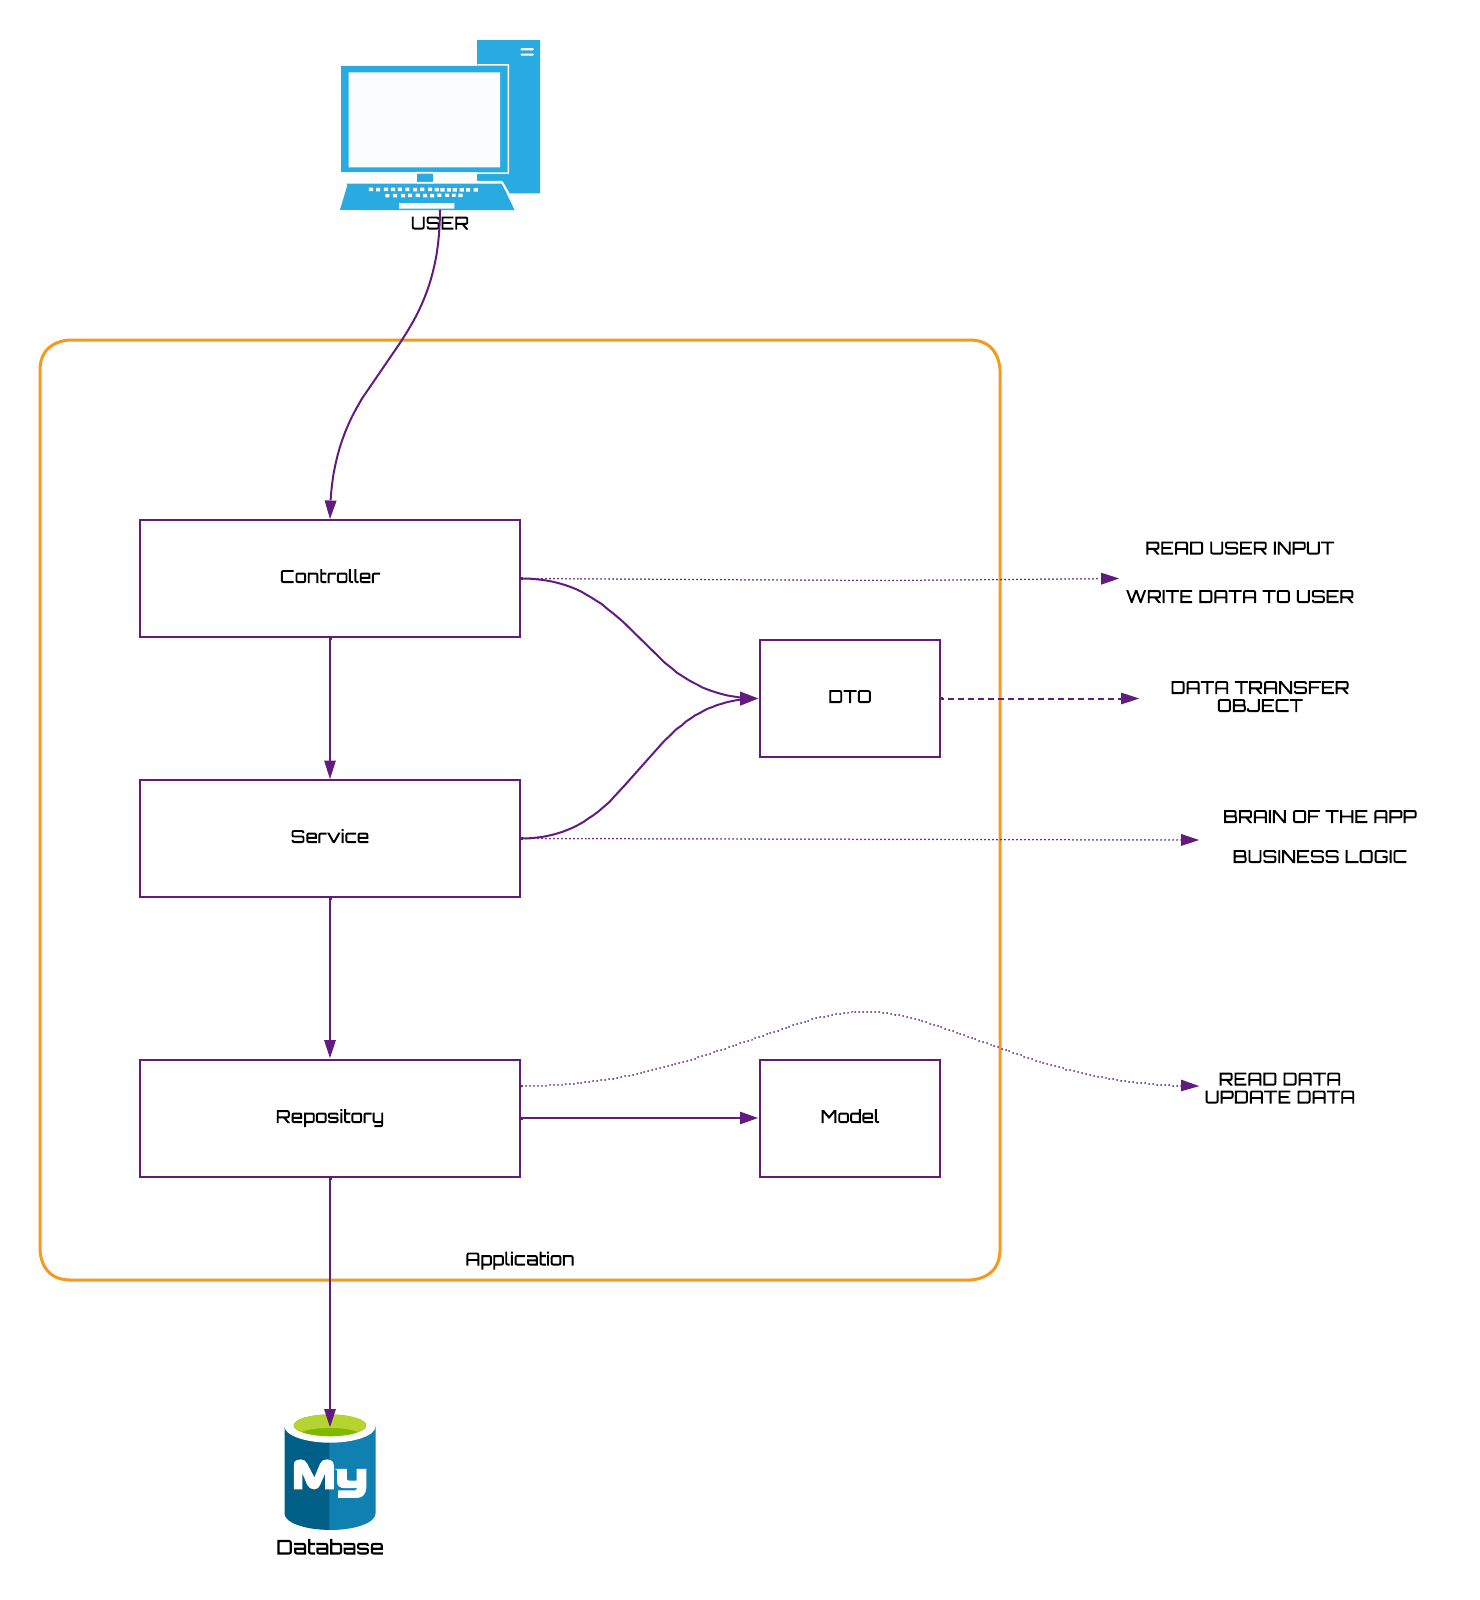 USER
Controller
READ USER INPUT
WRITE DATA TO USER
DTO
DATA TRANSFER
OBJECT
Service
BRAIN OF THE APP
BUSINESS LOGIC
Repository
Model
READ DATA
UPDATE DATA
Application
My
Database